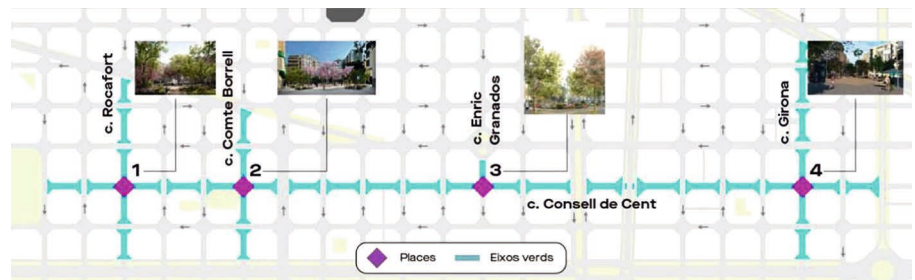 c. Rocafort
1
c. Comte Borrell
2
c. Enric
Granados
3
c. Consell de Cent
c. Girona
4
Places
Eixos verds